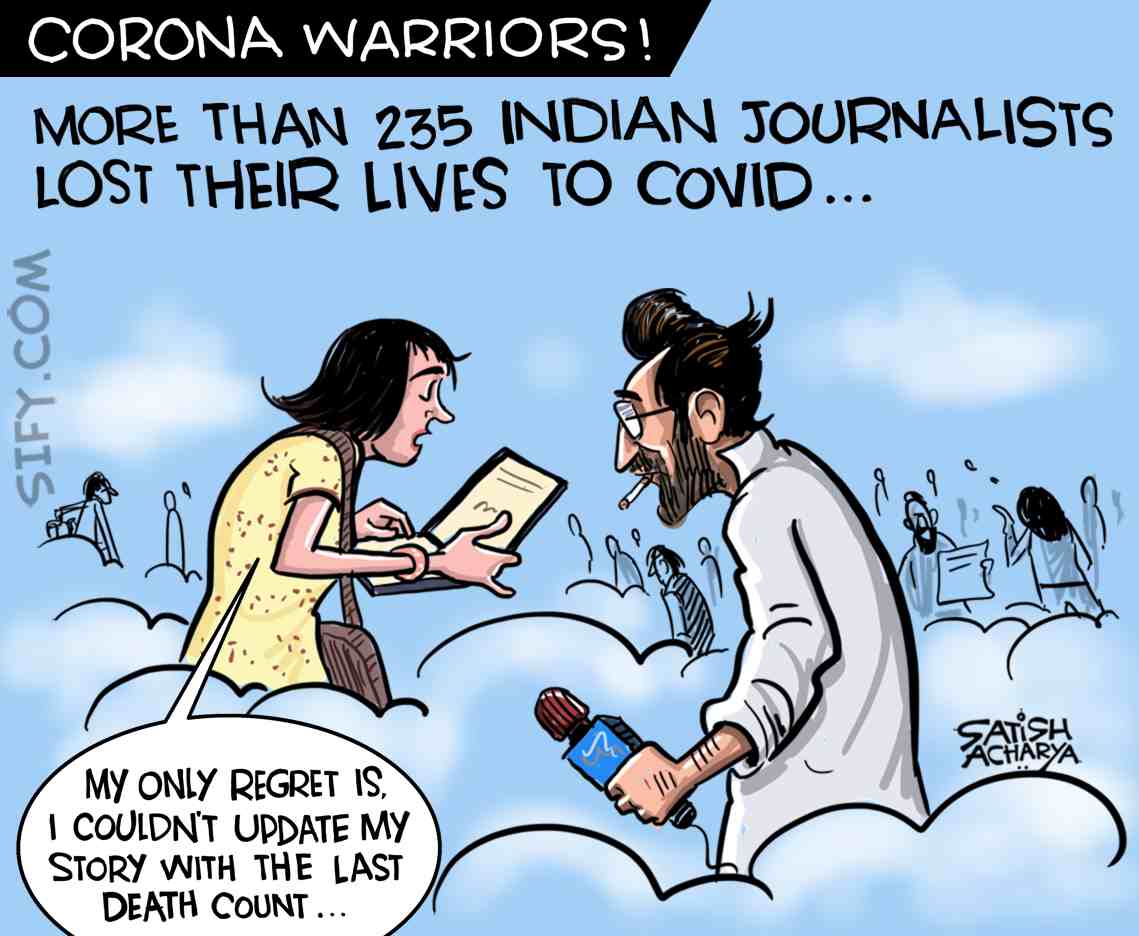 CORONA WARRIORS!
MORE THAN 235 INDIAN JOURNALISTS
LOST THEIR LIVES TO COVID...
SIFY.COM
SATISH
ACHARYA
MY ONLY REGRET IS,
I COULDN'T UPDATE MY
STORY WITH THE LAST
DEATH COUNT...